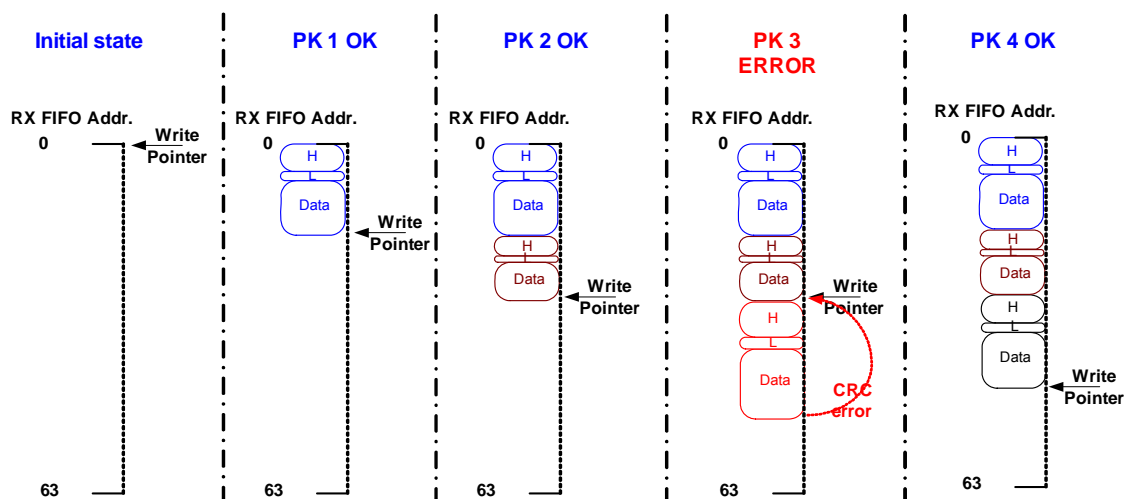 Initial state
RX FIFO Addr.
0
Write
Pointer
63
PK 1 OK
RX FIFO Addr.
0
H
L
Data
Write
Pointer
63
PK 2 OK
RX FIFO Addr.
0
H
L
Data
H
L
Data
Write
Pointer
63
PK 3
ERROR
RX FIFO Addr.
0
H
L
Data
H
L
Data
Write
Pointer
H
L
Data
CRC
error
63
PK 4 OK
RX FIFO Addr.
0
H
L
Data
H
L
Data
H
L
Data
Write
Pointer
63